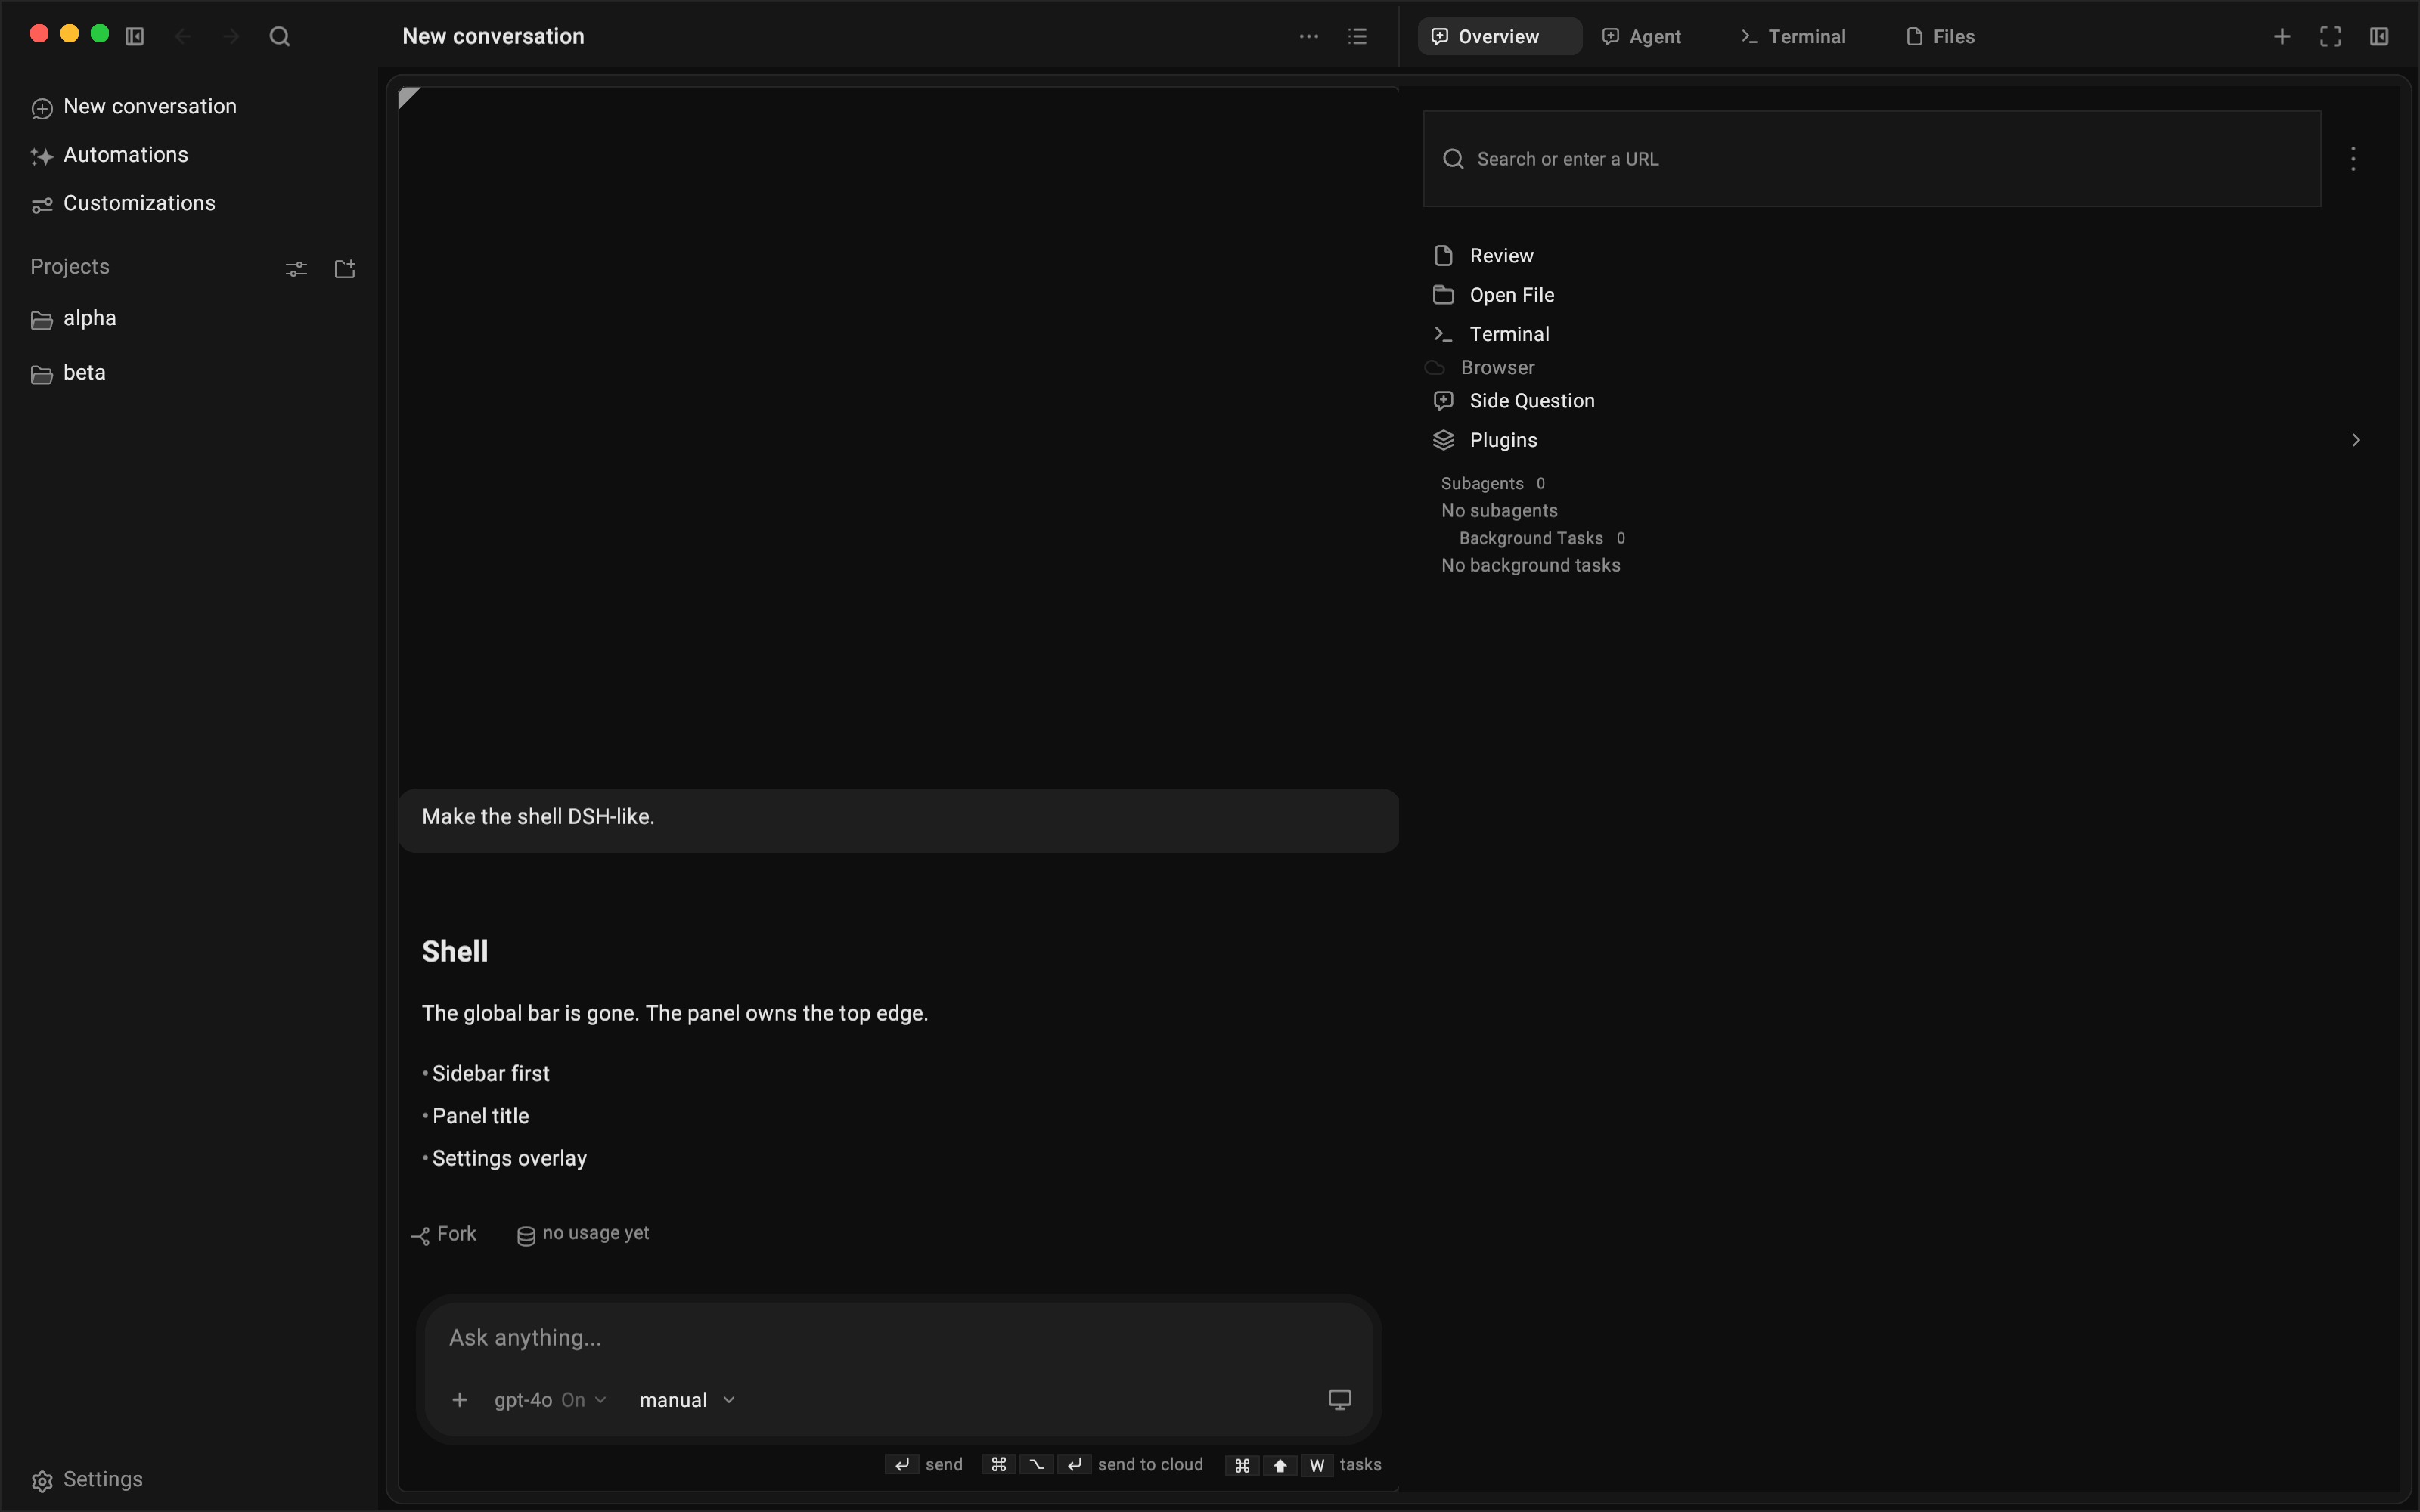 New conversation
Overview
Agent
Terminal
Files
New conversation
Automations
Customizations
Projects
alpha
beta
Settings
Make the shell DSH-like.
Shell
The global bar is gone. The panel owns the top edge.
• Sidebar first
• Panel title
• Settings overlay
Fork
no usage yet
Ask anything...
gpt-4o On
manual
send
send to cloud
W tasks
Search or enter a URL
Review
Open File
Terminal
Browser
Side Question
Plugins
Subagents 0
No subagents
Background Tasks 0
No background tasks